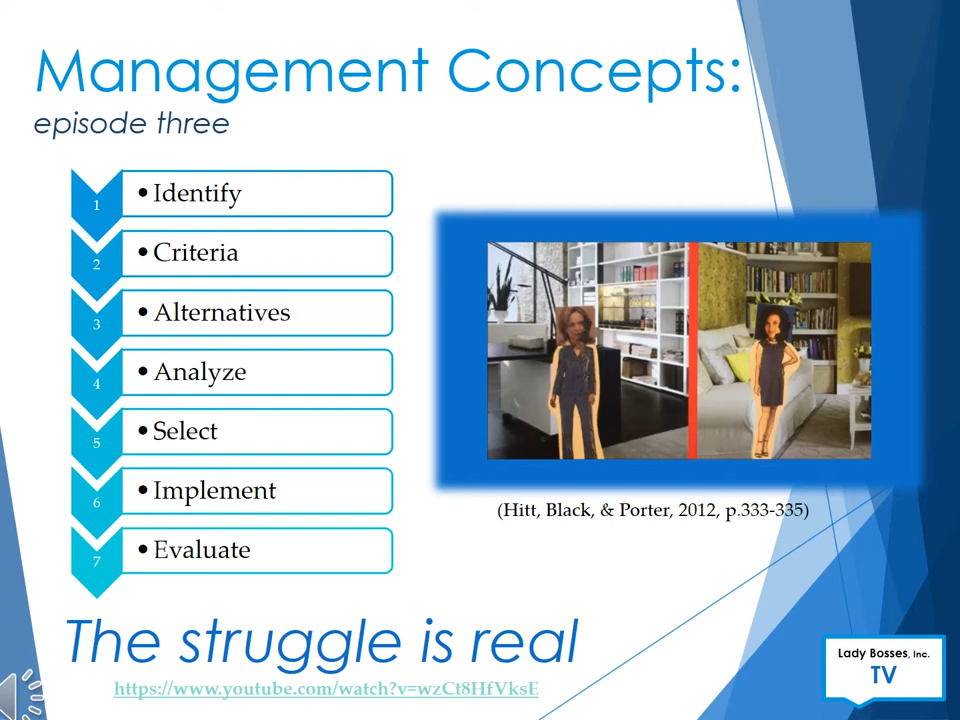 Management Concepts:
episode three
1
•Identify
2
•Criteria
3
•Alternatives
4
•Analyze
5
•Select
6
•Implement
7
•Evaluate
(Hitt, Black, & Porter, 2012, p.333-335)
The struggle is real
https://www.youtube.com/watch?v=wzCt8HfVksE
Lady Bosses, Inc.
TV